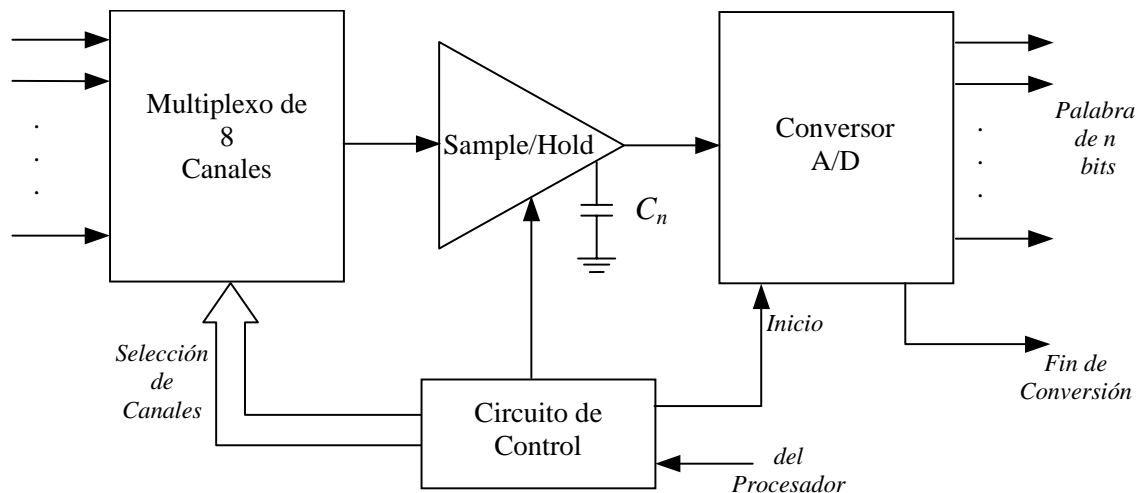 Multiplexo de
8
Canales
Sample/Hold
Cn
Conversor
A/D
Palabra
de n
bits
Selección
de
Canales
Inicio
Fin de
Conversión
Circuito de
Control
del
Procesador